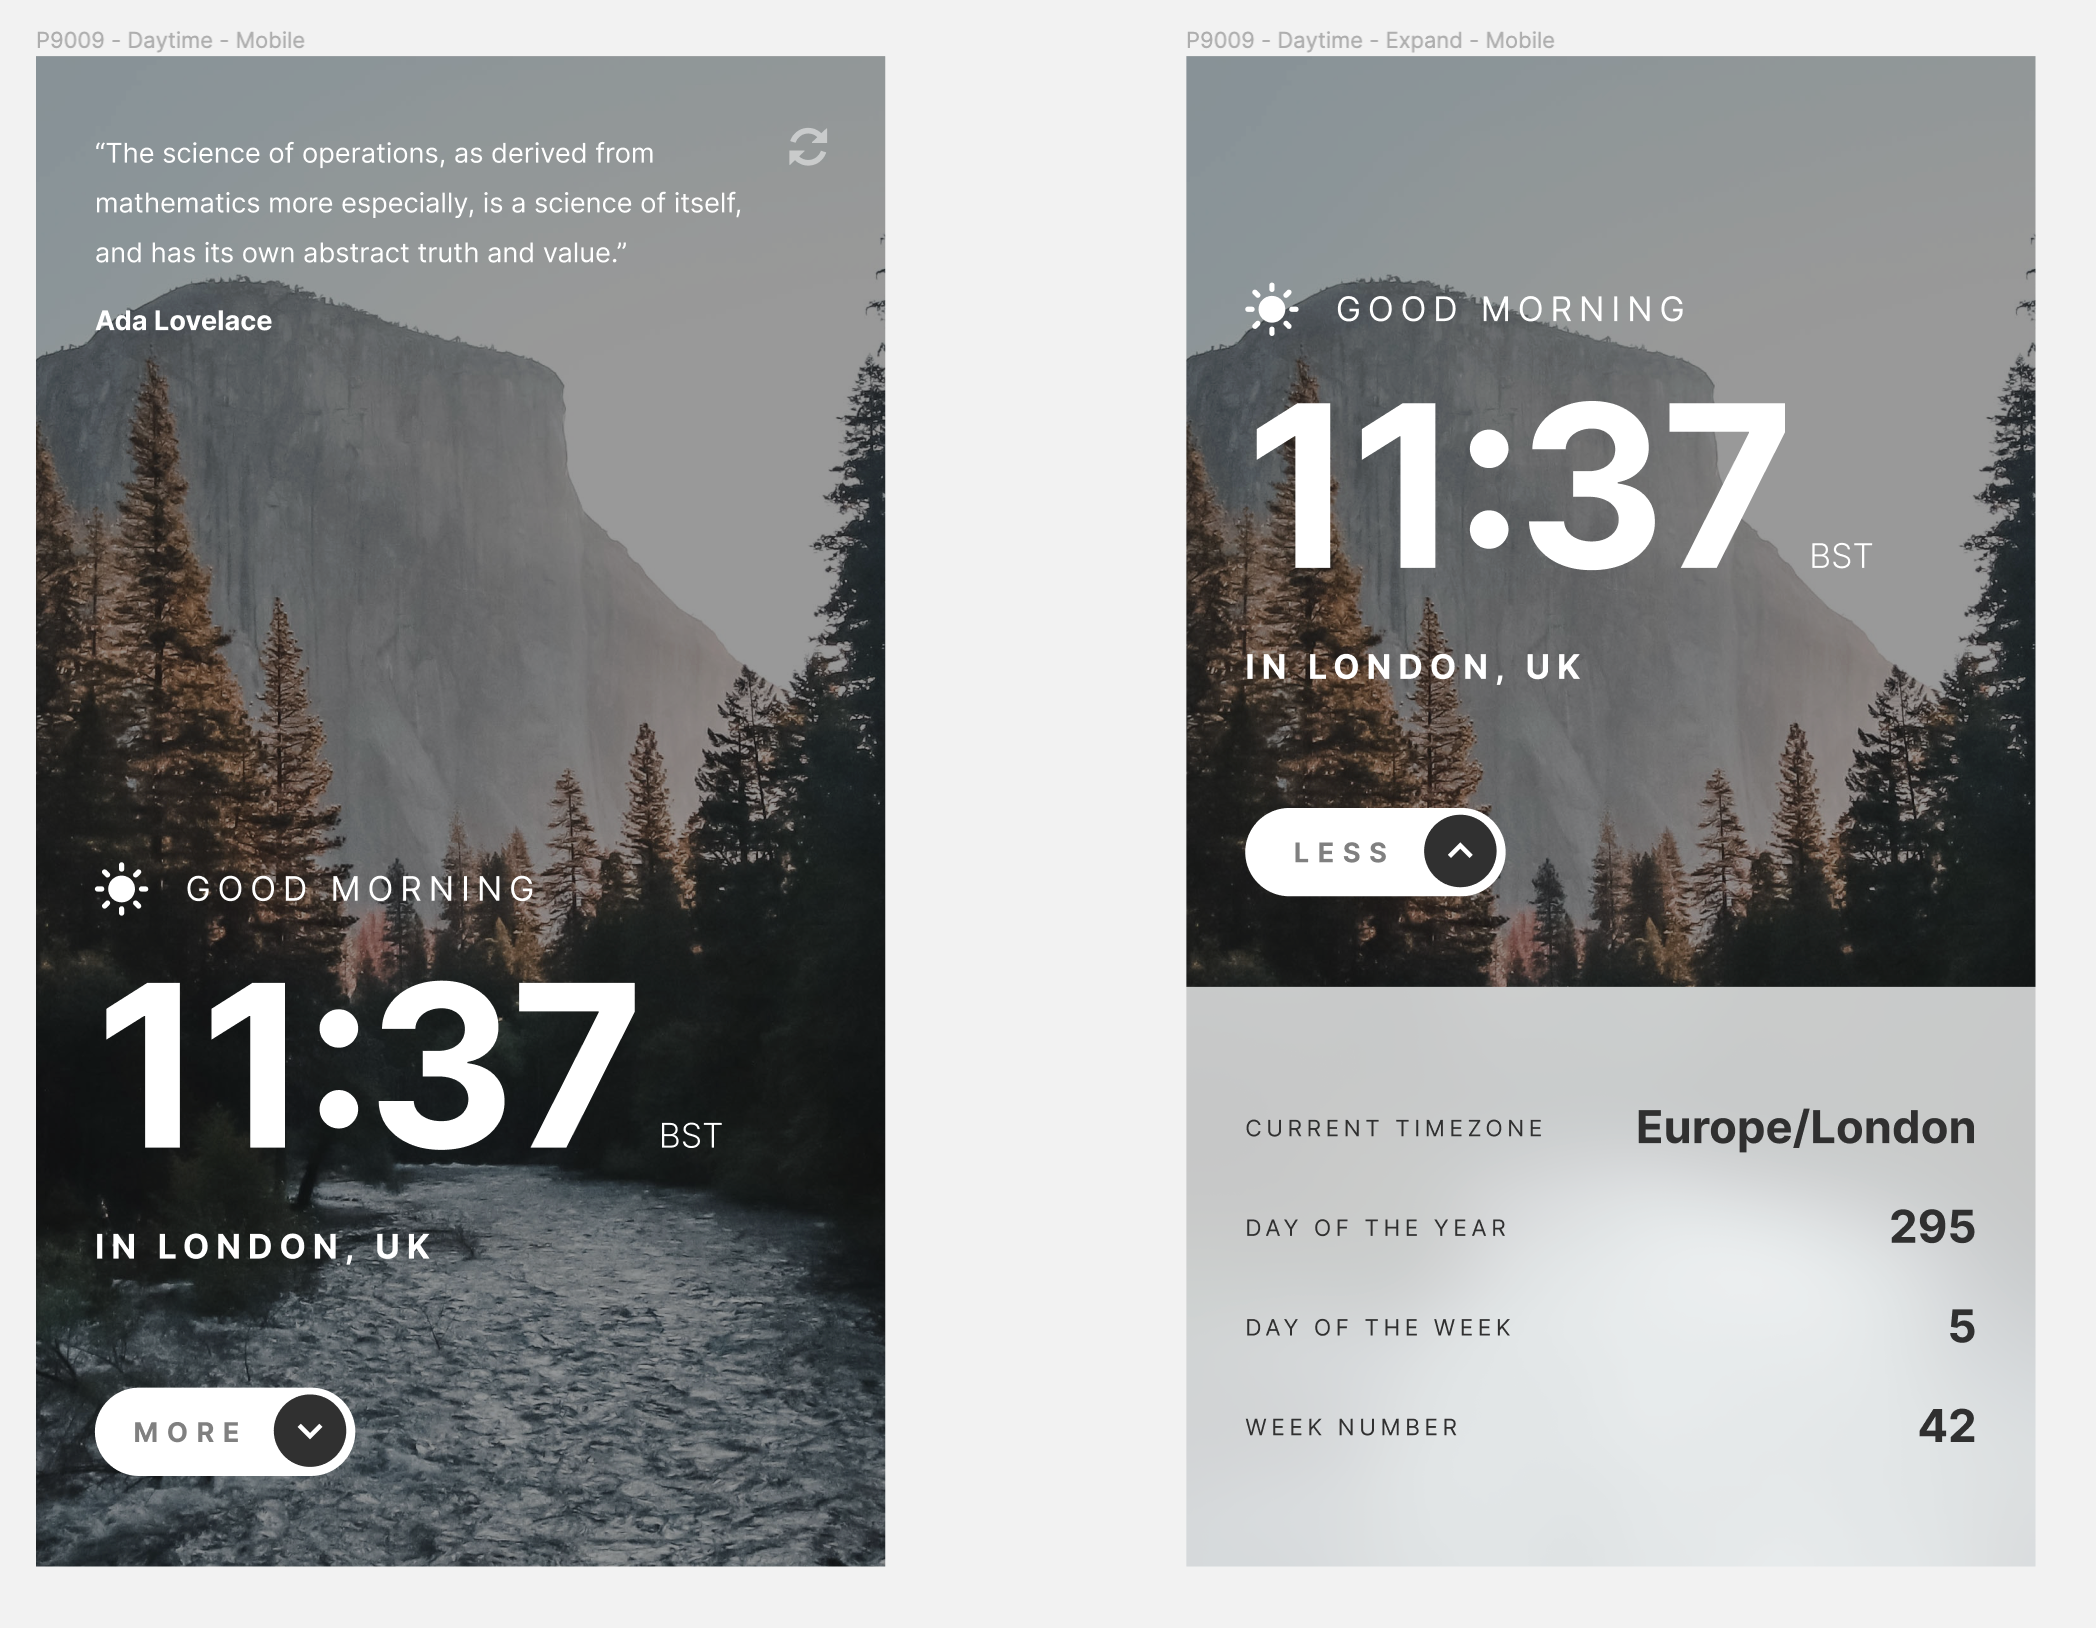 P9009 - Daytime - Mobile
“The science of operations, as derived from
mathematics more especially, is a science of itself,
and has its own abstract truth and value.”
Ada Lovelace
GOOD MORNING
11:37 BST
IN LONDON, UK
MORE
P9009 - Daytime - Expand - Mobile
GOOD MORNING
11:37 BST
IN LONDON, UK
LESS
CURRENT TIMEZONE Europe/London
DAY OF THE YEAR 295
DAY OF THE WEEK 5
WEEK NUMBER 42